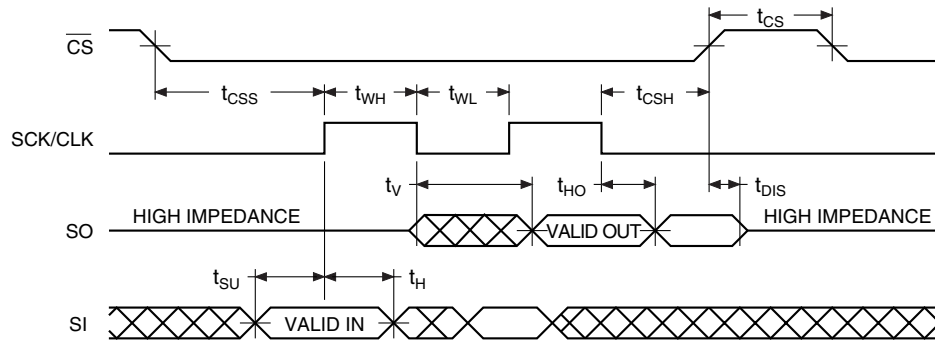 t_CS
C̅S̅
t_CSS t_WH t_WL t_CSH
SCK/CLK
t_V t_HO t_DIS
SO HIGH IMPEDANCE VALID OUT HIGH IMPEDANCE
t_SU t_H
SI VALID IN